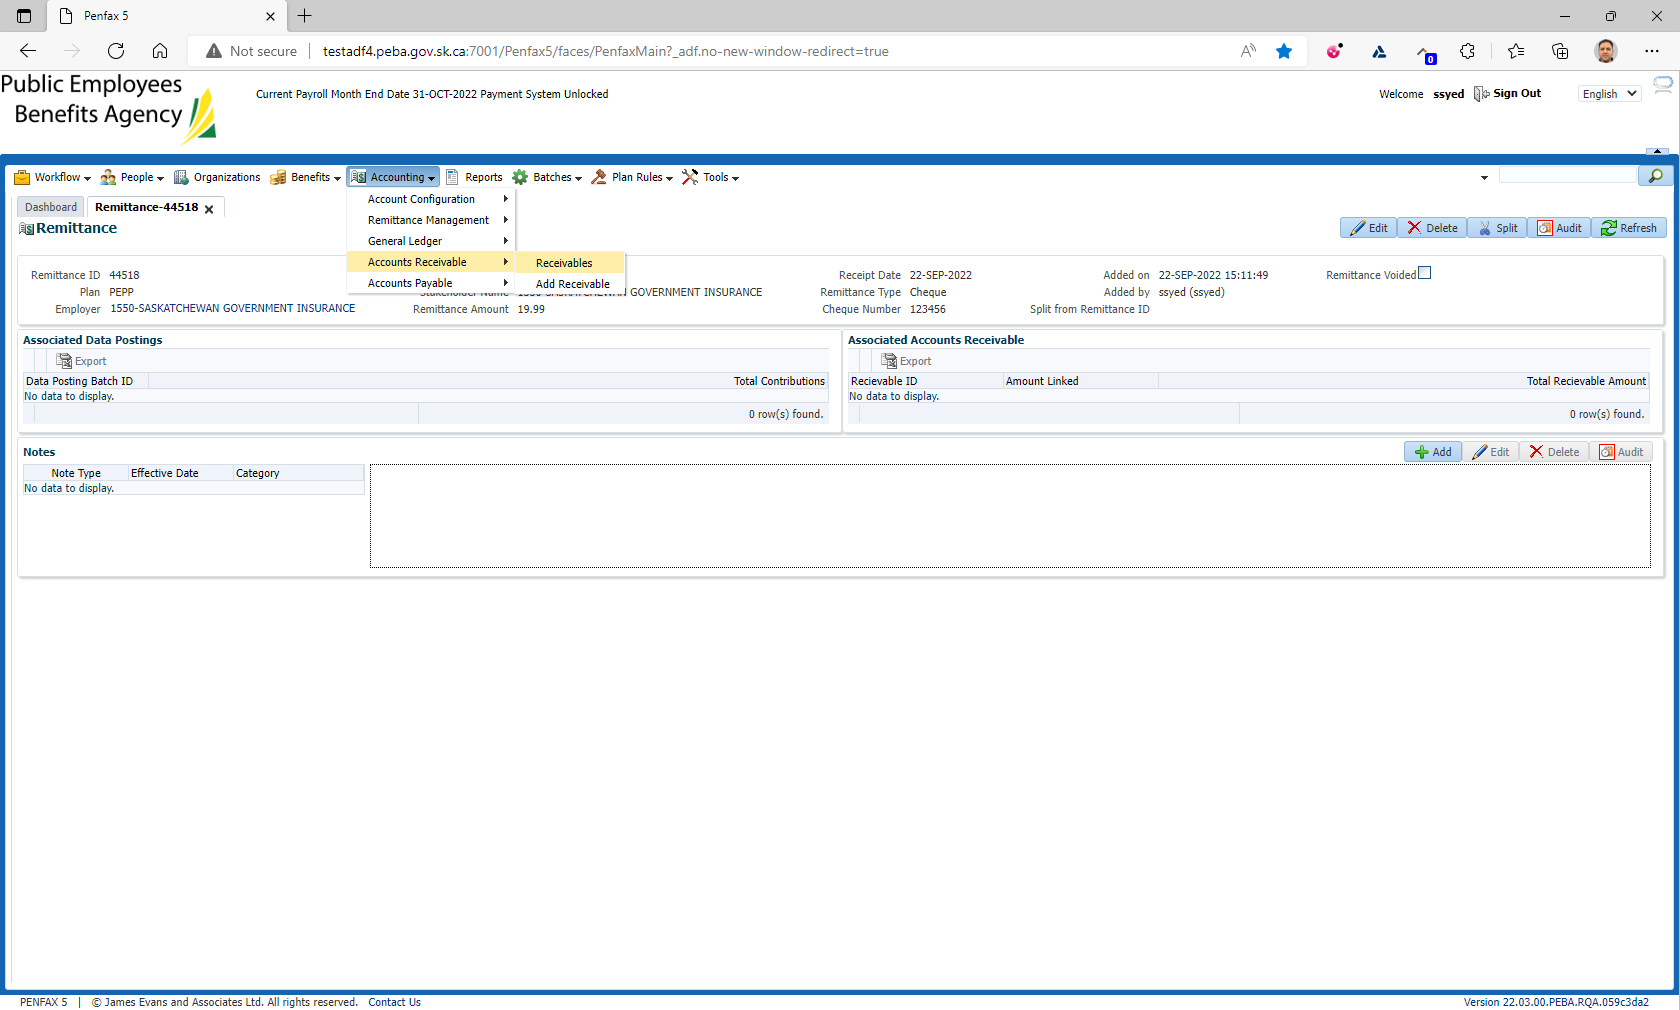 Penfax 5
Not secure
testadf4.peba.gov.sk.ca:7001/Penfax5/faces/PenfaxMain?_adf.no-new-window-redirect=true
0
Public Employees
Benefits Agency
Current Payroll Month End Date 31-OCT-2022 Payment System Unlocked
Welcome ssyed Sign Out
English
Workflow People Organizations Benefits Accounting Reports Batches Plan Rules Tools
Dashboard Remittance-44518
Account Configuration
Remittance Management
General Ledger
Accounts Receivable
Accounts Payable
Receivables
Add Receivable
Remittance
Edit Delete Split Audit Refresh
Remittance ID 44518
Plan PEPP
Employer 1550-SASKATCHEWAN GOVERNMENT INSURANCE
GOVERNMENT INSURANCE
Remittance Amount 19.99
Receipt Date 22-SEP-2022
Remittance Type Cheque
Cheque Number 123456
Added on 22-SEP-2022 15:11:49
Added by ssyed (ssyed)
Split from Remittance ID
Remittance Voided
Associated Data Postings
Export
Data Posting Batch ID Total Contributions
No data to display.
0 row(s) found.
Associated Accounts Receivable
Export
Recievable ID Amount Linked Total Recievable Amount
No data to display.
0 row(s) found.
Notes
Add Edit Delete Audit
Note Type Effective Date Category
No data to display.
PENFAX 5 | © James Evans and Associates Ltd. All rights reserved. Contact Us
Version 22.03.00.PEBA.RQA.059c3da2